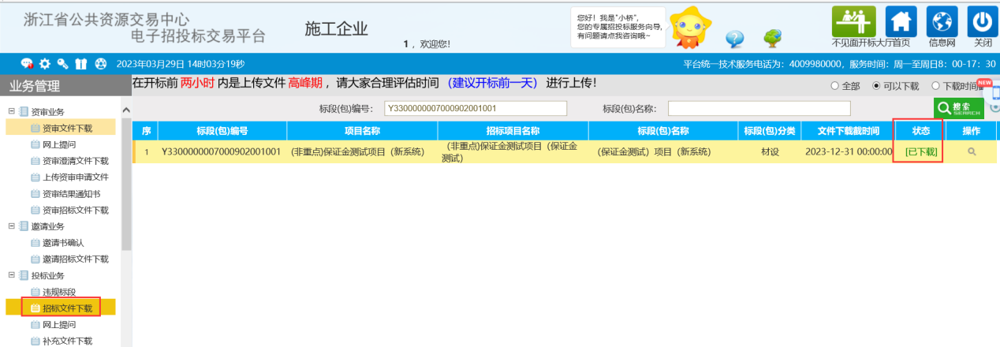 浙江省公共资源交易中心
电子招投标交易平台
施工企业
1，欢迎您!
您好！我是"小桥"，
您的专属招投标服务向导，
有问题请点我咨询哦~
不见面开标大厅
首页
信息网
关闭
2023年03月29日 14时03分19秒
平台统一技术服务电话为：4009980000，服务时间：周一至周日8：00-17：30
业务管理
在开标前 两小时 内是上传文件 高峰期 ，请大家合理评估时间 （建议开标前一天） 进行上传！
全部
可以下载
下载时间
NEW
标段(包)编号：
Y3300000007000902001001
标段(包)名称：
搜索
SEARCH
序
标段(包)编号
项目名称
招标项目名称
标段(包)名称
标段(包)分类
文件下载截时间
状态
操作
1
Y3300000007000902001001
(非重点)保证金测试项目（新系统）
（非重点)保证金测试项目（保证金
测试）
（保证金测试）项目（新系统）
材设
2023-12-31 00:00:00
[已下载]
资审业务
资审文件下载
网上提问
资审澄清文件下载
上传资审申请文件
资审结果通知书
资审招标文件下载
邀请业务
邀请书确认
邀请招标文件下载
投标业务
违规标段
招标文件下载
网上提问
补充文件下载